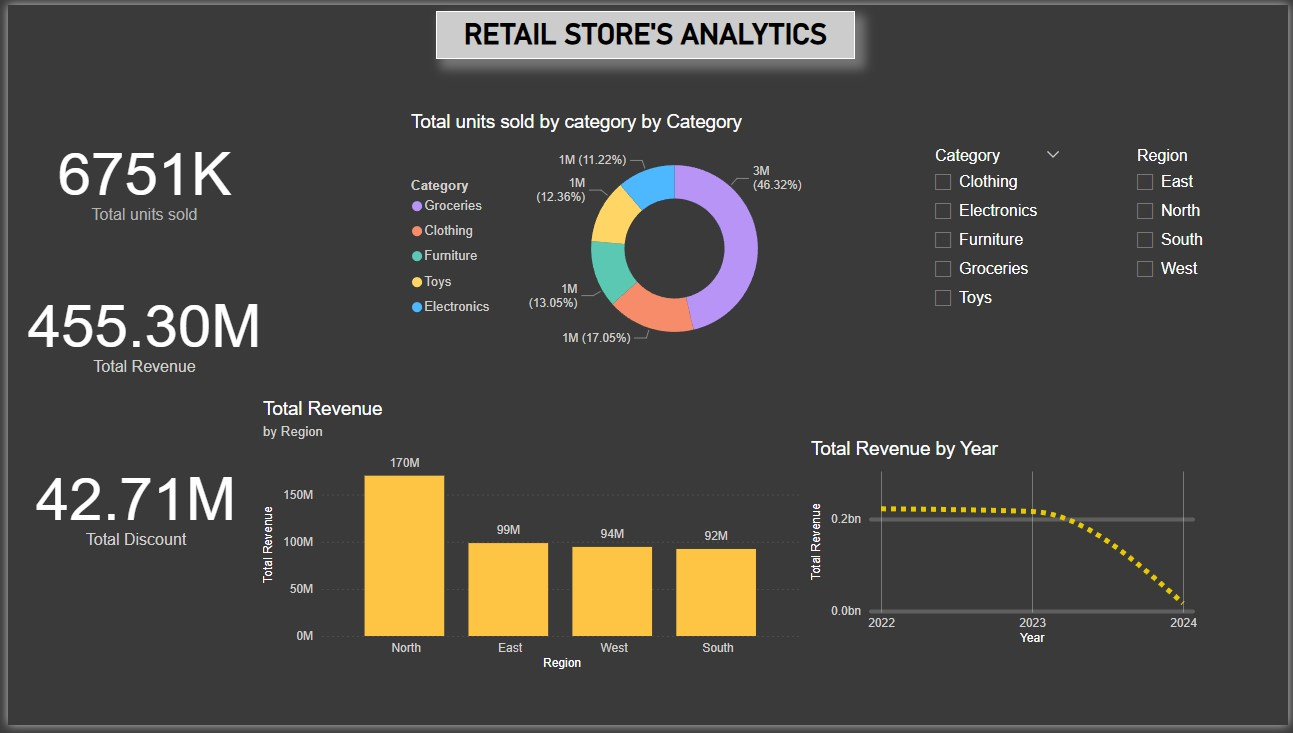 RETAIL STORE'S ANALYTICS
6751K
Total units sold
455.30M
Total Revenue
42.71M
Total Discount
Total units sold by category by Category
Category
Groceries
Clothing
Furniture
Toys
Electronics
1M (11.22%)
1M
(12.36%)
1M
(13.05%)
1M (17.05%)
3M
(46.32%)
Category
Clothing
Electronics
Furniture
Groceries
Toys
Region
East
North
South
West
Total Revenue
by Region
Total Revenue
150M
100M
50M
0M
170M
99M
94M
92M
North
East
West
South
Region
Total Revenue by Year
Total Revenue
0.2bn
0.0bn
2022
2023
2024
Year